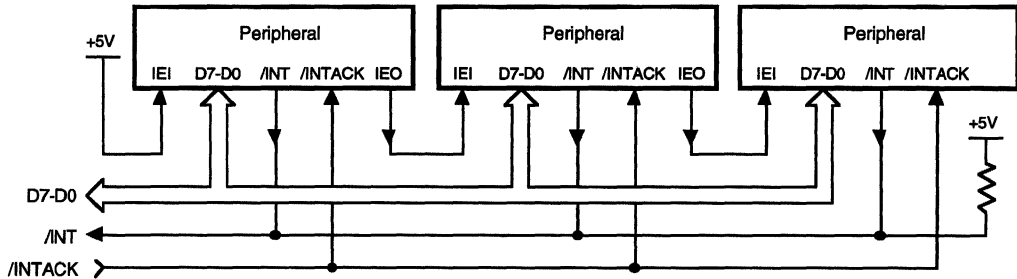 Peripheral Peripheral Peripheral
+5V
IEI D7-D0 /INT /INTACK IEO IEI D7-D0 /INT /INTACK IEO IEI D7-D0 /INT /INTACK
+5V
D7-D0
/INT
/INTACK